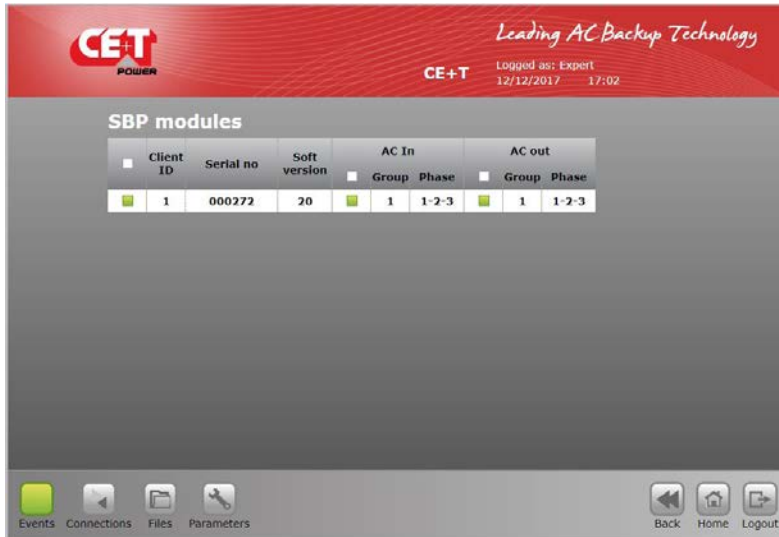 CE+T
POWER
Leading AC Backup Technology
CE+T
Logged as: Expert
12/12/2017 17:02
SBP modules
Client ID Serial no Soft version AC In AC out
Group Phase Group Phase
1 000272 20 1 1-2-3 1 1-2-3
Events Connections Files Parameters Back Home Logout